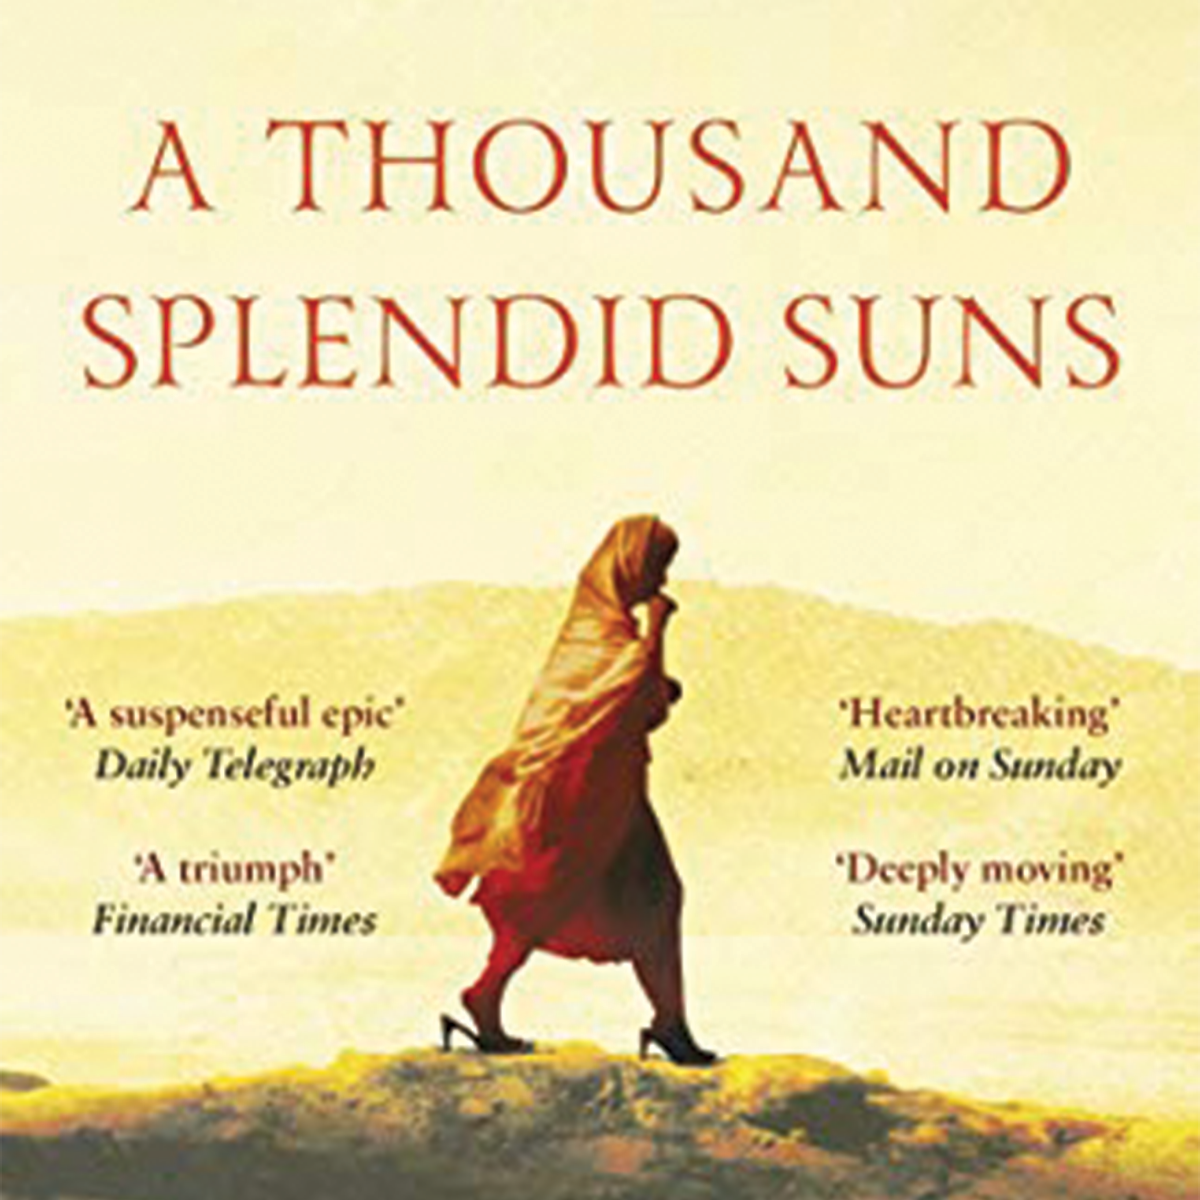 A THOUSAND
SPLENDID SUNS
‘A suspenseful epic’
Daily Telegraph
‘Heartbreaking’
Mail on Sunday
‘A triumph’
Financial Times
‘Deeply moving’
Sunday Times